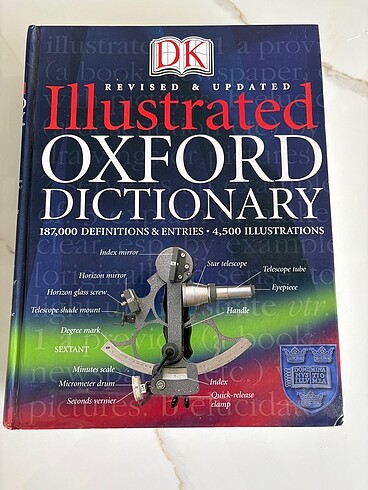 DK
REVISED & UPDATED
Illustrated
OXFORD
DICTIONARY
187,000 DEFINITIONS & ENTRIES • 4,500 ILLUSTRATIONS
Index mirror
Star telescope
Horizon mirror
Telescope tube
Horizon glass screw
Eyepiece
Telescope shade mount
Handle
Degree mark
SEXTANT
Minutes scale
Micrometer drum
Index
Seconds vernier
Quick-release
clamp